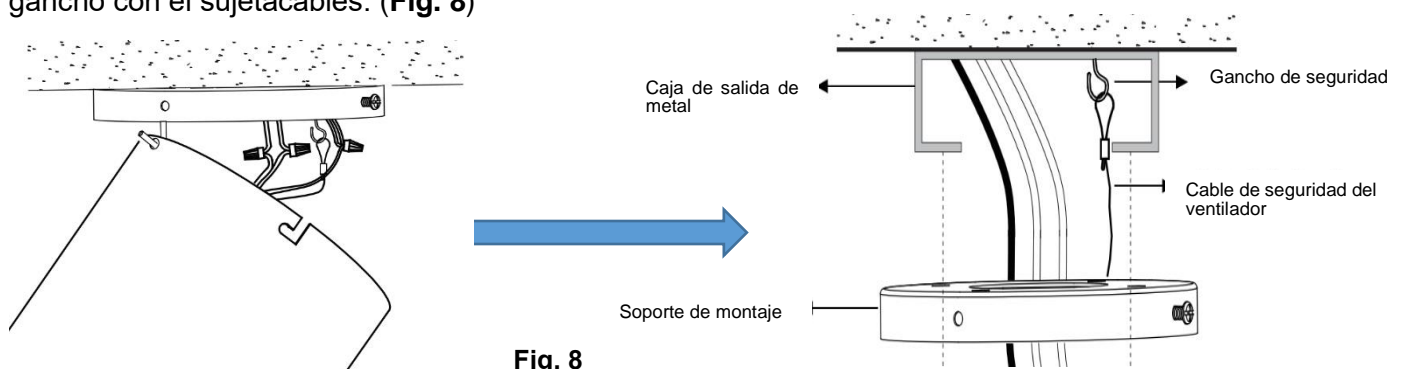 gancho con el sujetacables. (Fig. 8)
Caja de salida de
metal
Gancho de seguridad
Cable de seguridad del
ventilador
Soporte de montaje
Fig. 8